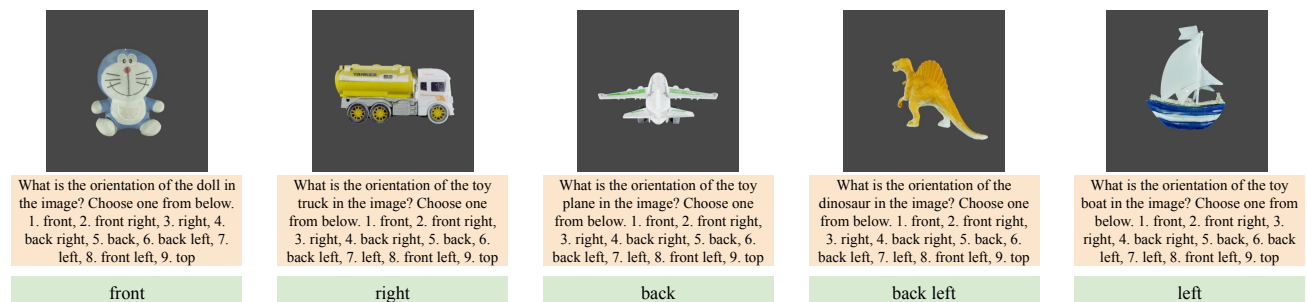 What is the orientation of the doll in
the image? Choose one from below.
1. front, 2. front right, 3. right, 4.
back right, 5. back, 6. back left, 7.
left, 8. front left, 9. top
front
What is the orientation of the toy
truck in the image? Choose one
from below. 1. front, 2. front right,
3. right, 4. back right, 5. back, 6.
back left, 7. left, 8. front left, 9. top
right
What is the orientation of the toy
plane in the image? Choose one
from below. 1. front, 2. front right,
3. right, 4. back right, 5. back, 6.
back left, 7. left, 8. front left, 9. top
back
What is the orientation of the
dinosaur in the image? Choose one
from below. 1. front, 2. front right,
3. right, 4. back right, 5. back, 6.
back left, 7. left, 8. front left, 9. top
back left
What is the orientation of the toy
boat in the image? Choose one from
below. 1. front, 2. front right, 3.
right, 4. back right, 5. back, 6. back
left, 7. left, 8. front left, 9. top
left